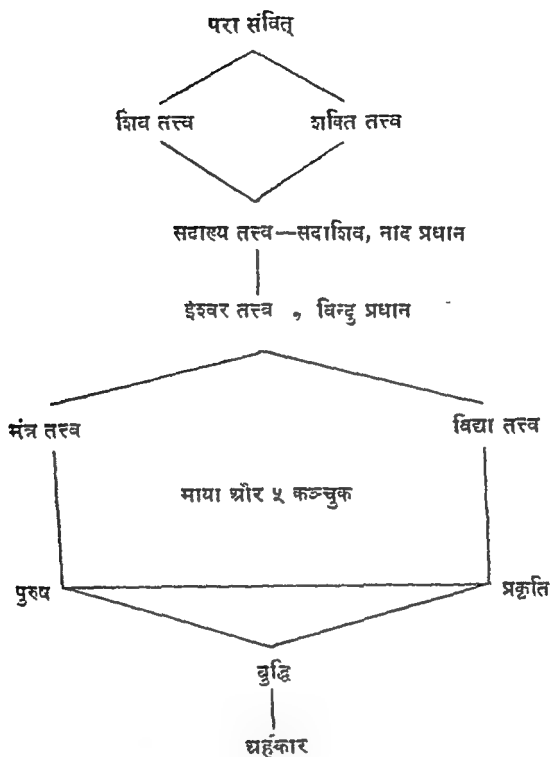 परा संवित्
शिव तत्त्व शक्ति तत्त्व
सदाख्य तत्त्व—सदाशिव, नाद प्रधान
ईश्वर तत्त्व , विन्दु प्रधान
मंत्र तत्त्व विद्या तत्त्व
माया और ५ कञ्चुक
पुरुष प्रकृति
बुद्धि
अहंकार